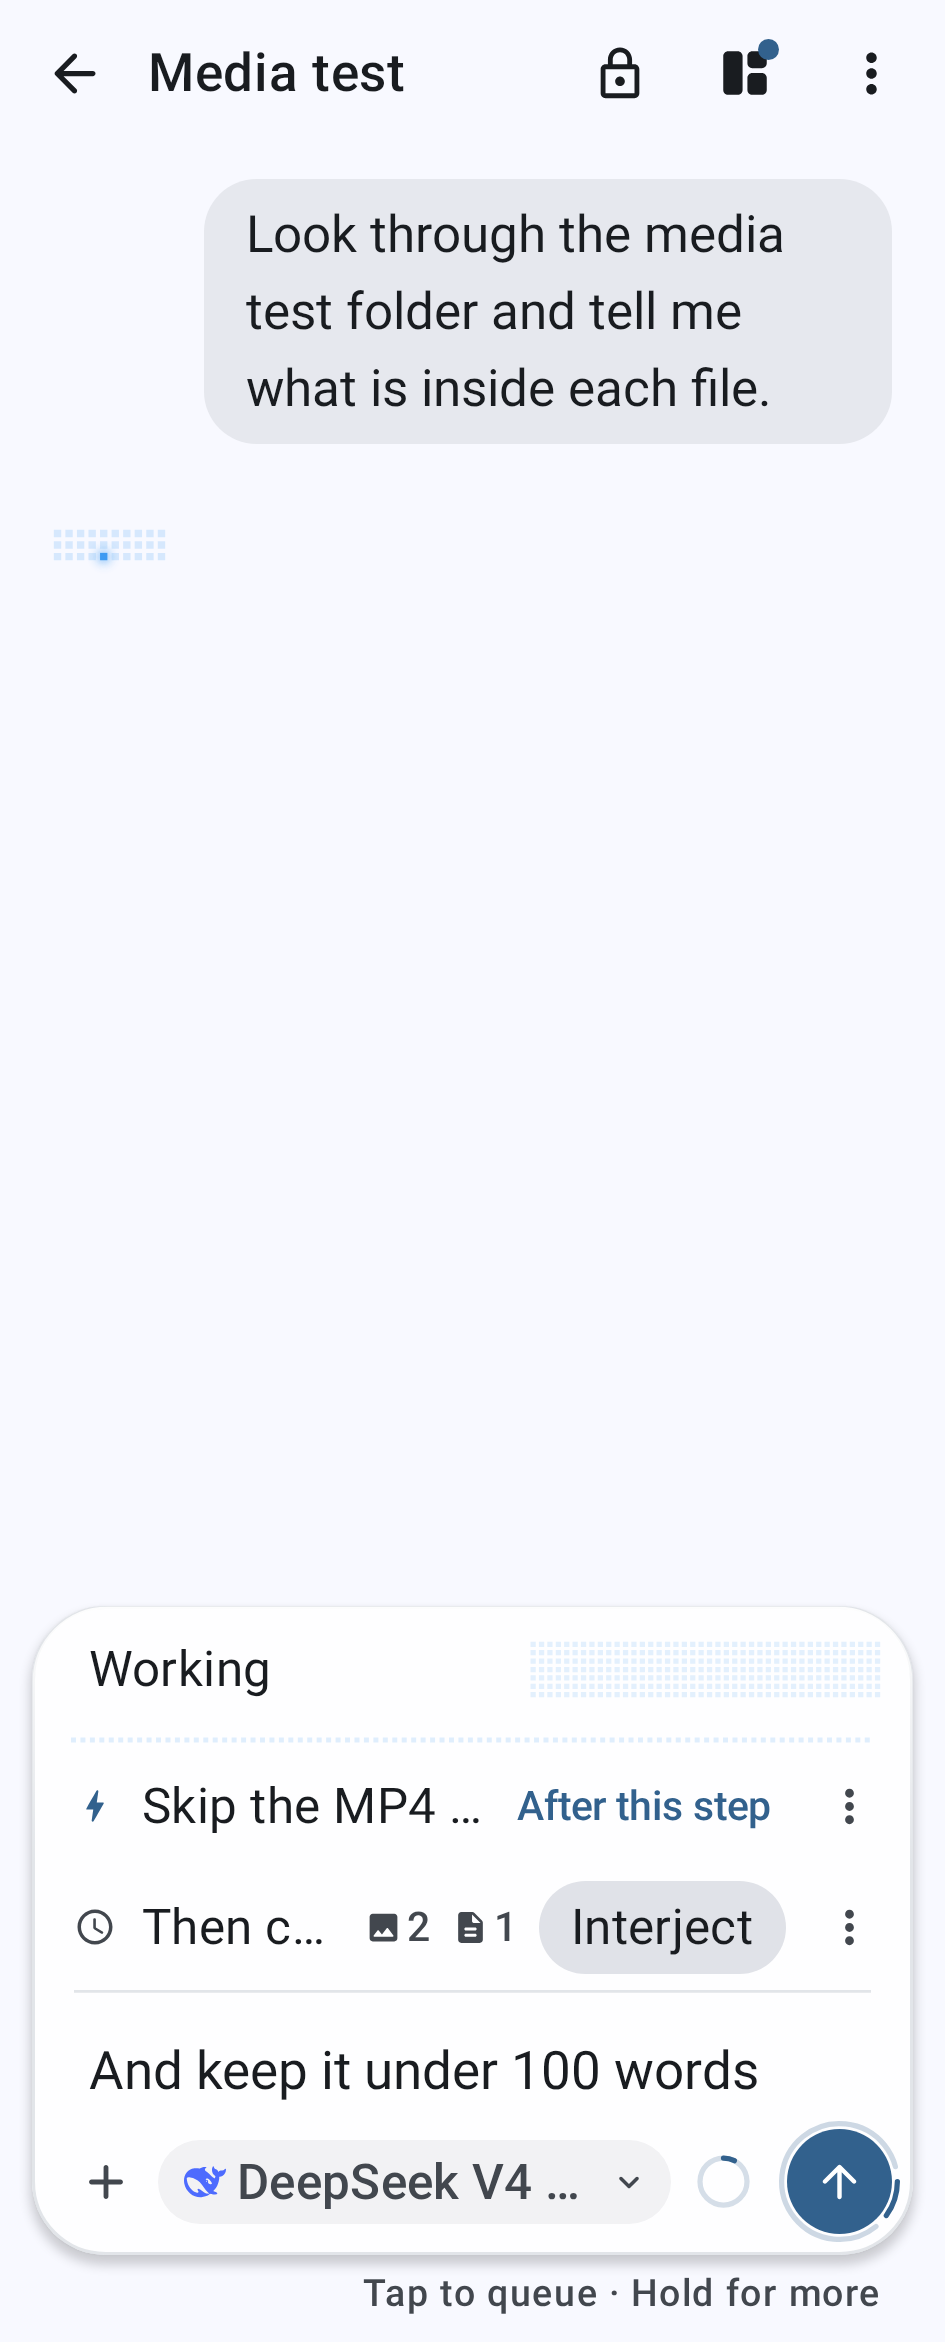 Media test
Look through the media
test folder and tell me
what is inside each file.
Working
Skip the MP4 … After this step
Then c… 2 1 Interject
And keep it under 100 words
DeepSeek V4 …
Tap to queue · Hold for more